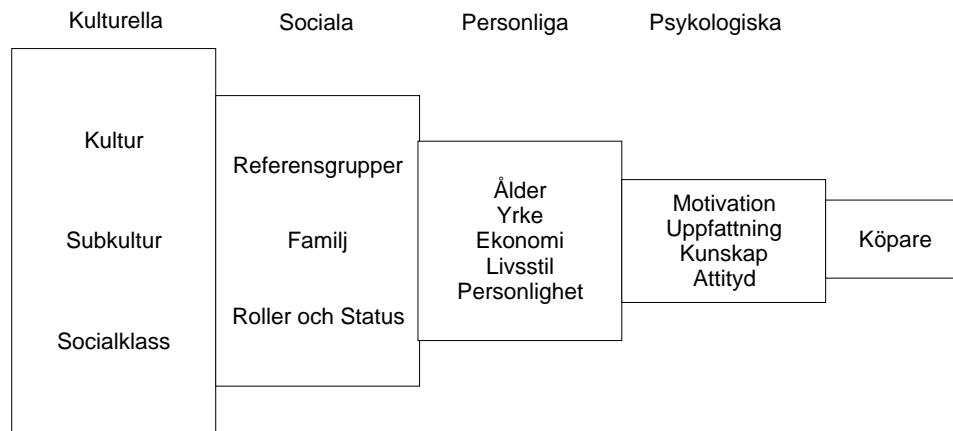 Kulturella
Sociala
Personliga
Psykologiska
Kultur
Subkultur
Socialklass
Referensgrupper
Familj
Roller och Status
Ålder
Yrke
Ekonomi
Livsstil
Personlighet
Motivation
Uppfattning
Kunskap
Attityd
Köpare